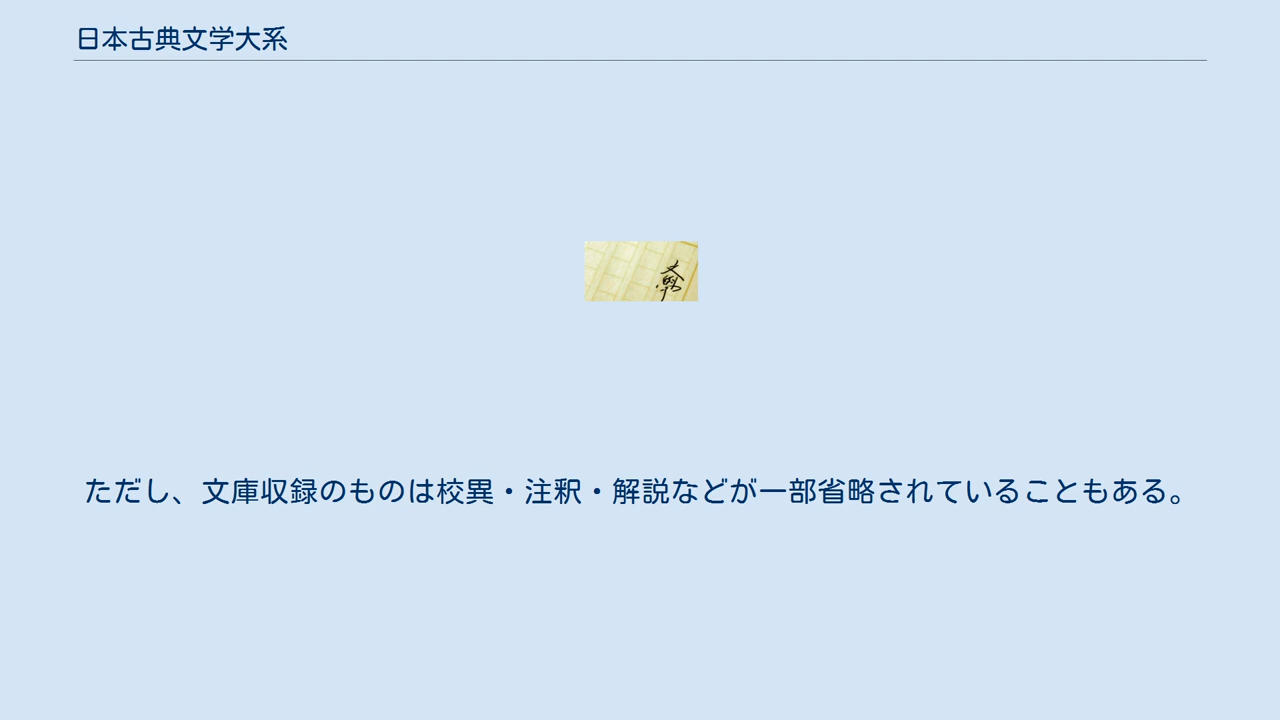 日本古典文学大系
文學
ただし、文庫収録のものは校異・注釈・解説などが一部省略されていることもある。